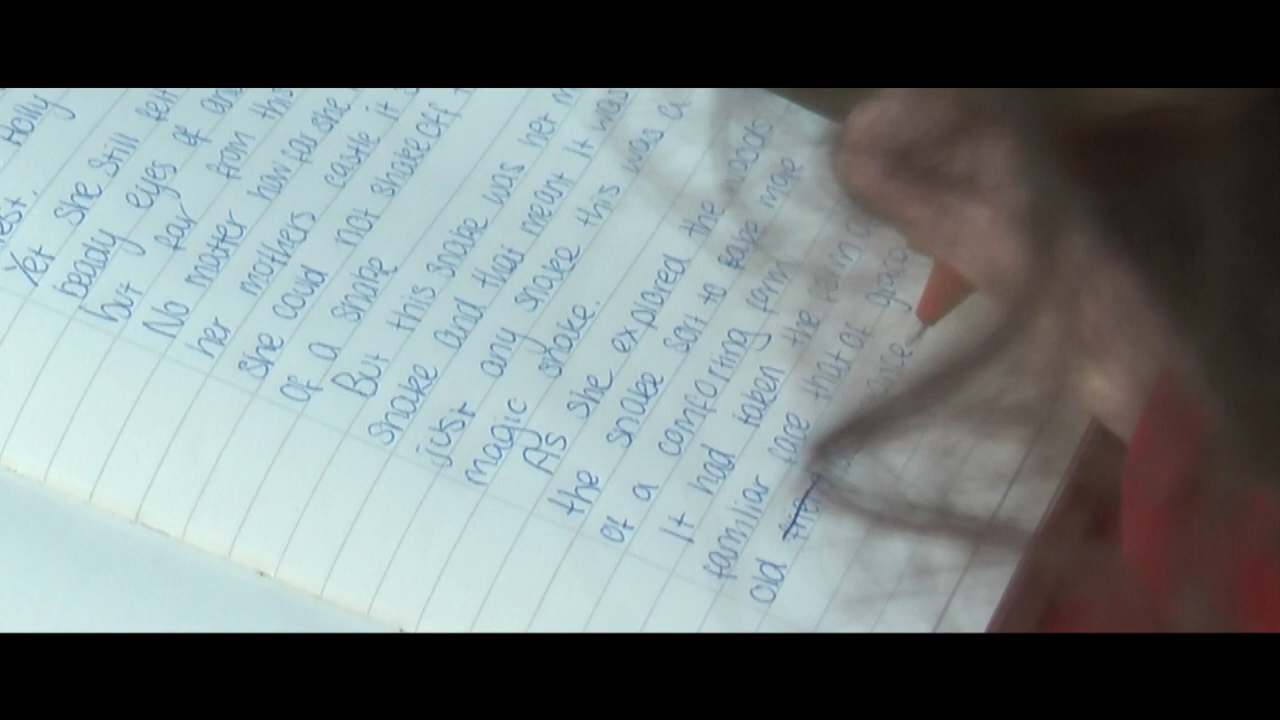 Holly
Yet she still felt
beady eyes of
but far from this
No matter how far she
her mothers castle it
she coud not shake off
of a snake
But this snake was her
snake and that meant it was
just any snake this was a
magic snake.
As she explored the woods
the snake sort to take more
of a comforting form
It had taken the form
familiar face that of
old grace